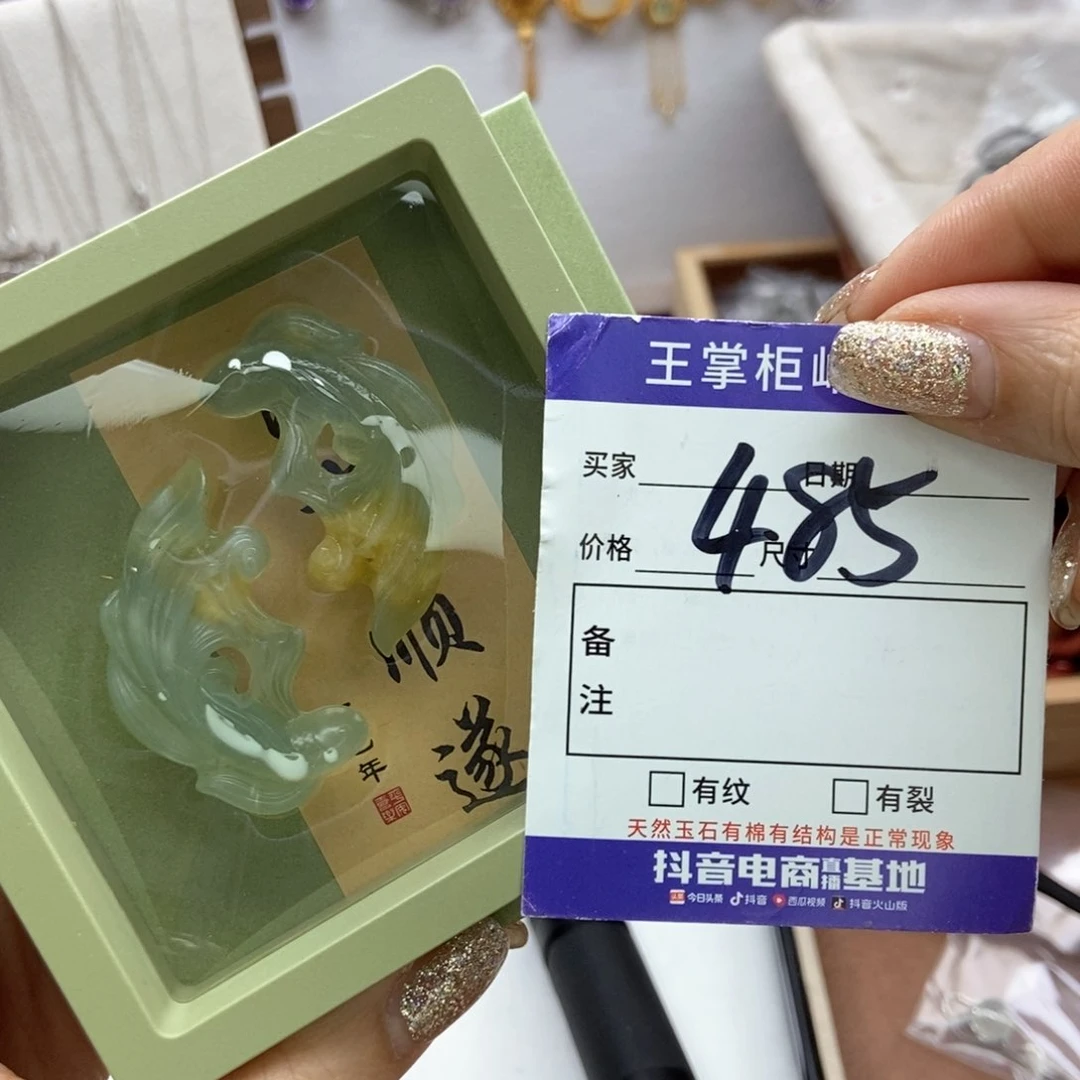 顺
遂
年
王掌柜
买家 日期
485
价格 尺寸
备
注
□有纹 □有裂
天然玉石有棉有结构是正常现象
抖音电商直播基地
头条 今日头条 抖音 西瓜视频 抖音火山版